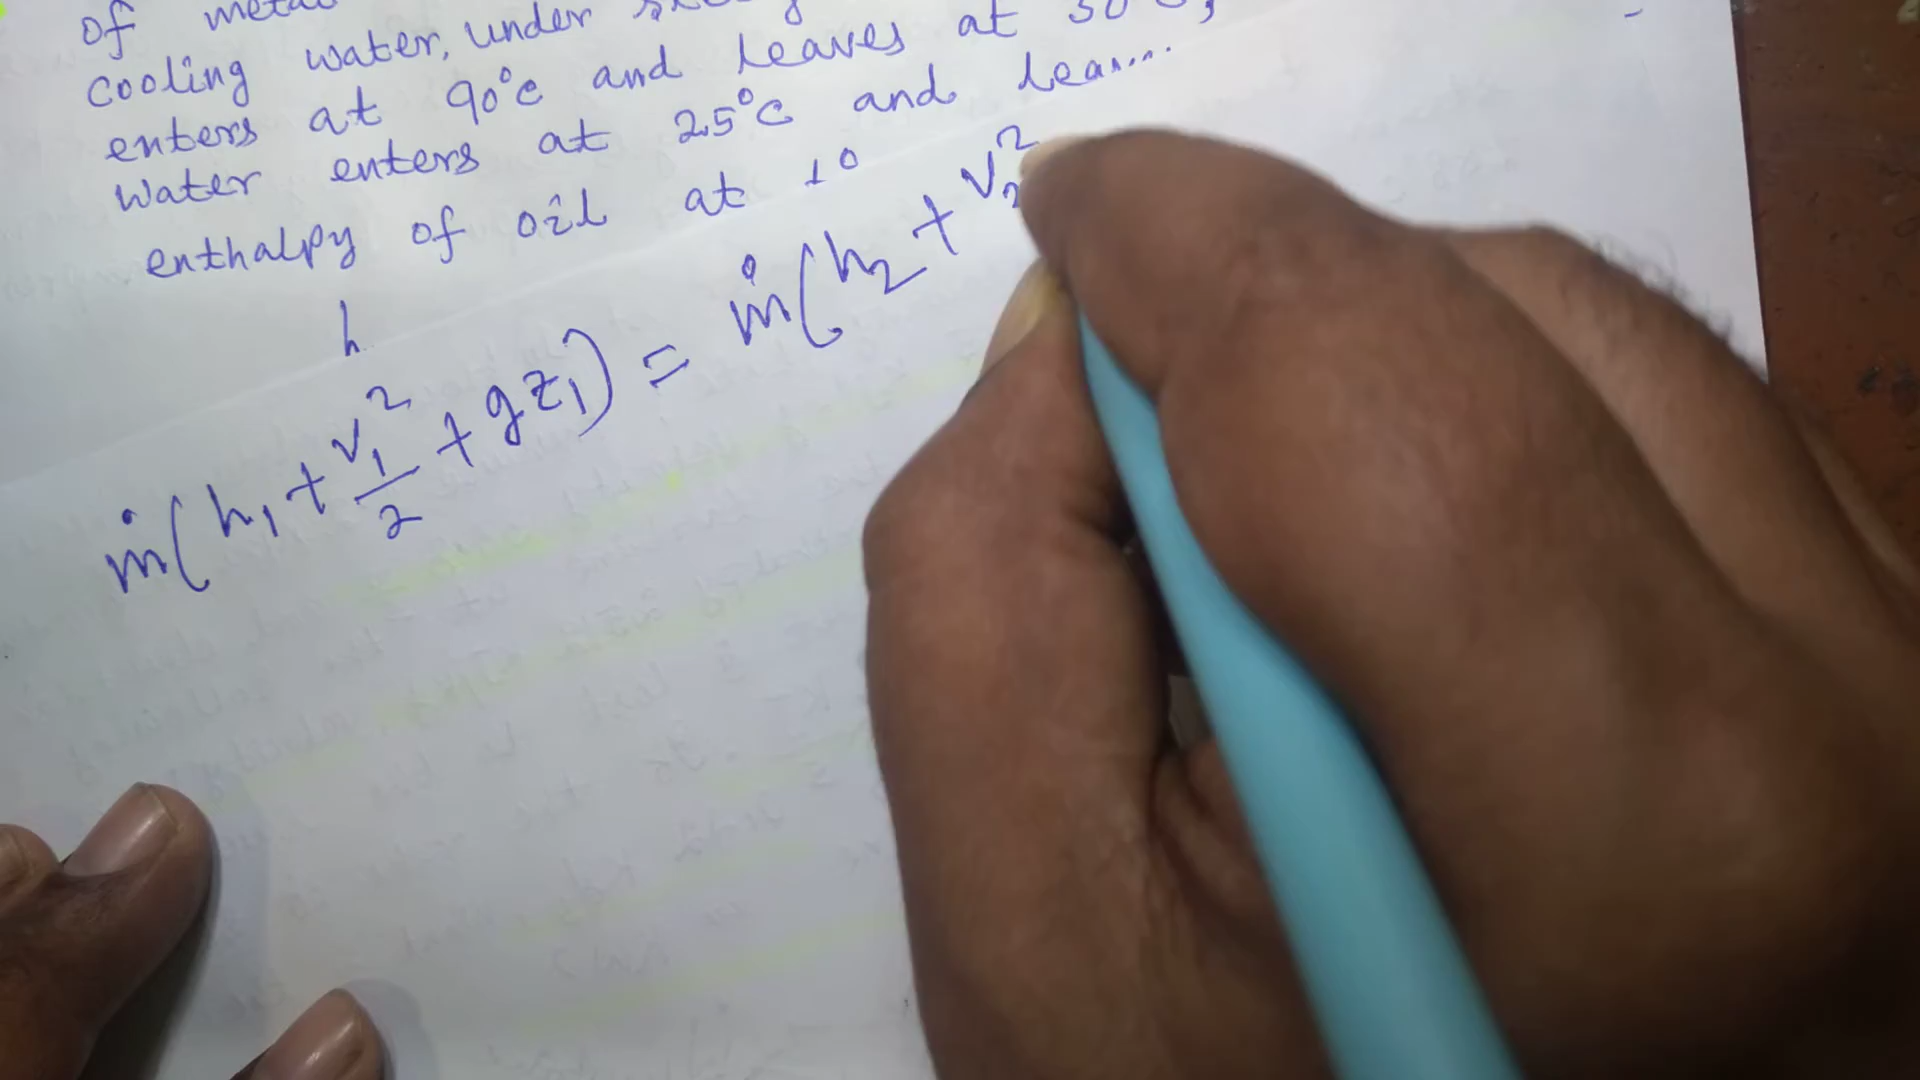 of
cooling water, under
enters at 90°c and leaves at
Water enters at 25°C and
enthalpy of oil at
h
ṁ(h₁ + V₁²/2 + gz₁) = ṁ(h₂ + V₂²